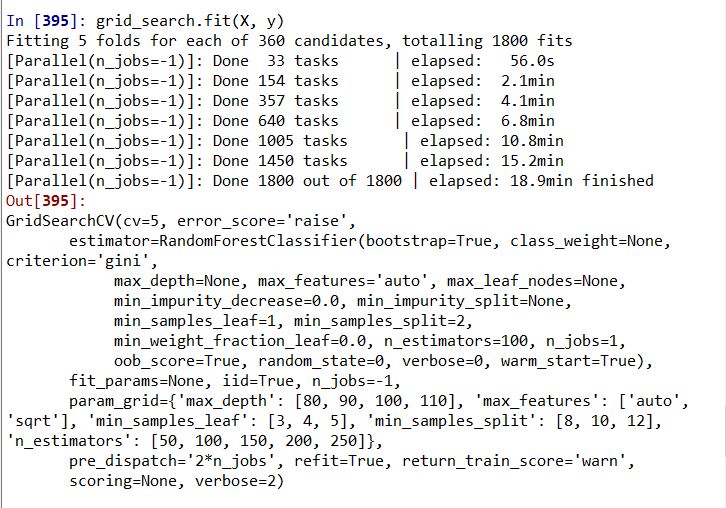 In [395]: grid_search.fit(X, y)
Fitting 5 folds for each of 360 candidates, totalling 1800 fits
[Parallel(n_jobs=-1)]: Done  33 tasks      | elapsed:   56.0s
[Parallel(n_jobs=-1)]: Done 154 tasks      | elapsed:  2.1min
[Parallel(n_jobs=-1)]: Done 357 tasks      | elapsed:  4.1min
[Parallel(n_jobs=-1)]: Done 640 tasks      | elapsed:  6.8min
[Parallel(n_jobs=-1)]: Done 1005 tasks      | elapsed: 10.8min
[Parallel(n_jobs=-1)]: Done 1450 tasks      | elapsed: 15.2min
[Parallel(n_jobs=-1)]: Done 1800 out of 1800 | elapsed: 18.9min finished
Out[395]:
GridSearchCV(cv=5, error_score='raise',
       estimator=RandomForestClassifier(bootstrap=True, class_weight=None,
criterion='gini',
            max_depth=None, max_features='auto', max_leaf_nodes=None,
            min_impurity_decrease=0.0, min_impurity_split=None,
            min_samples_leaf=1, min_samples_split=2,
            min_weight_fraction_leaf=0.0, n_estimators=100, n_jobs=1,
            oob_score=True, random_state=0, verbose=0, warm_start=True),
       fit_params=None, iid=True, n_jobs=-1,
       param_grid={'max_depth': [80, 90, 100, 110], 'max_features': ['auto',
'sqrt'], 'min_samples_leaf': [3, 4, 5], 'min_samples_split': [8, 10, 12],
'n_estimators': [50, 100, 150, 200, 250]},
       pre_dispatch='2*n_jobs', refit=True, return_train_score='warn',
       scoring=None, verbose=2)